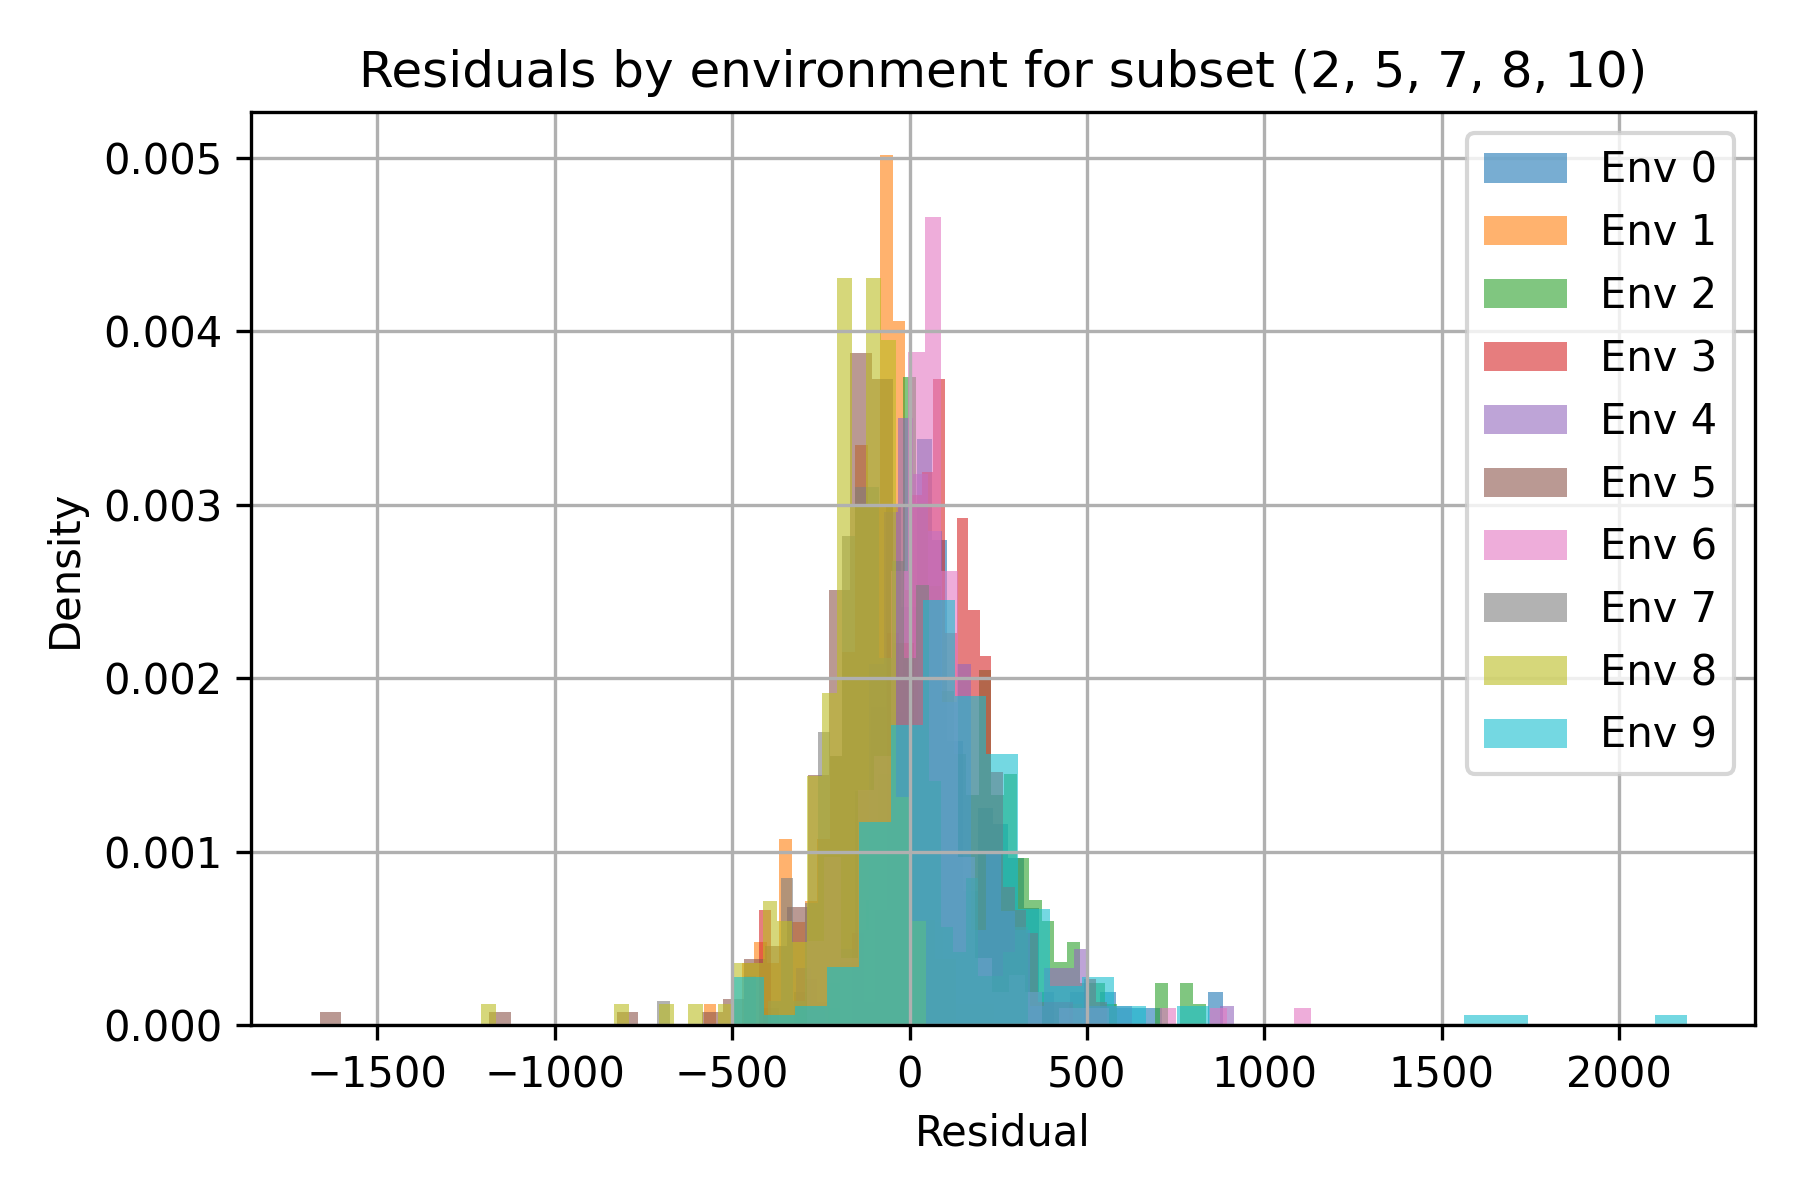 Residuals by environment for subset (2, 5, 7, 8, 10)
0.005
0.004
0.003
0.002
0.001
0.000
Density
−1500
−1000
−500
0
500
1000
1500
2000
Residual
Env 0
Env 1
Env 2
Env 3
Env 4
Env 5
Env 6
Env 7
Env 8
Env 9